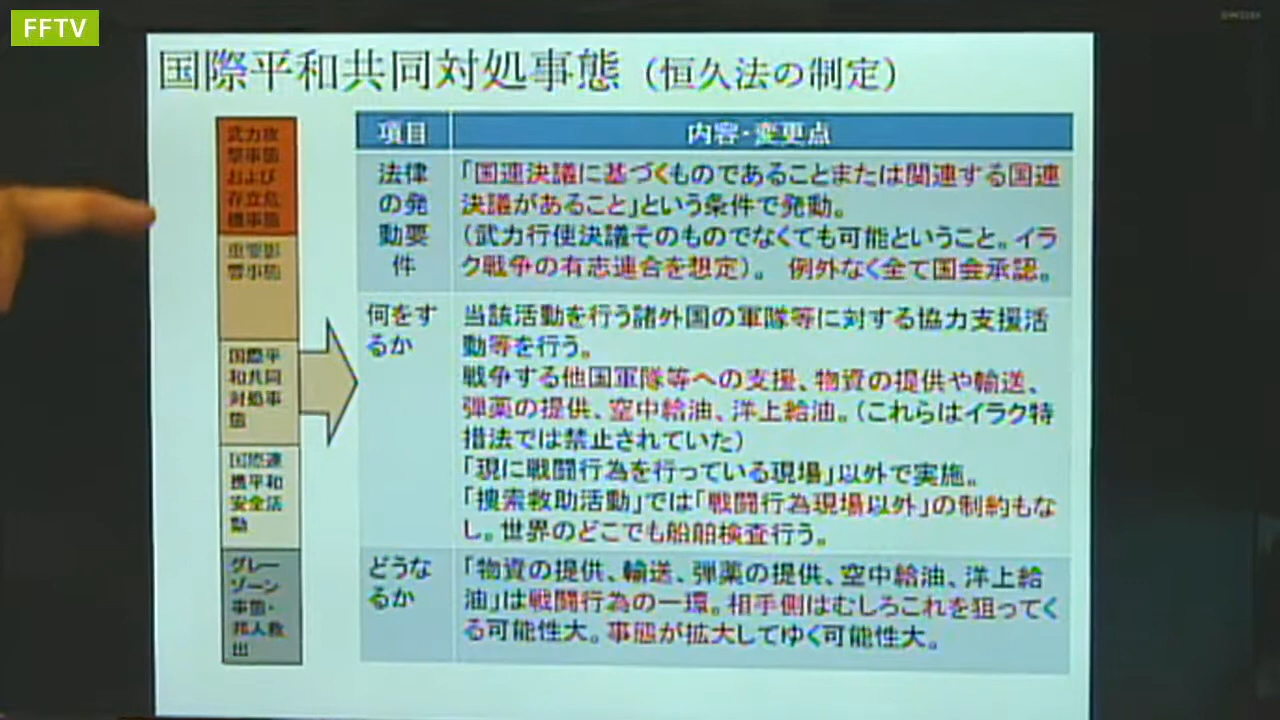 FFTV
国際平和共同対処事態（恒久法の制定）
武力攻
撃事態
および
存立危
機事態
重要影
響事態
国際平
和共同
対処事
態
国際連
携平和
安全活
動
グレー
ゾーン
事態・
邦人救
出
項目
内容・変更点
法律
の発
動要
件
「国連決議に基づくものであることまたは関連する国連
決議があること」という条件で発動。
（武力行使決議そのものでなくても可能ということ。イラ
ク戦争の有志連合を想定）。 例外なく全て国会承認。
何をす
るか
当該活動を行う諸外国の軍隊等に対する協力支援活
動等を行う。
戦争する他国軍隊等への支援、物資の提供や輸送、
弾薬の提供、空中給油、洋上給油。（これらはイラク特
措法では禁止されていた）
「現に戦闘行為を行っている現場」以外で実施。
「捜索救助活動」では「戦闘行為現場以外」の制約もな
し。世界のどこでも船舶検査行う。
どうな
るか
「物資の提供、輸送、弾薬の提供、空中給油、洋上給
油」は戦闘行為の一環。相手側はむしろこれを狙ってく
る可能性大。事態が拡大してゆく可能性大。